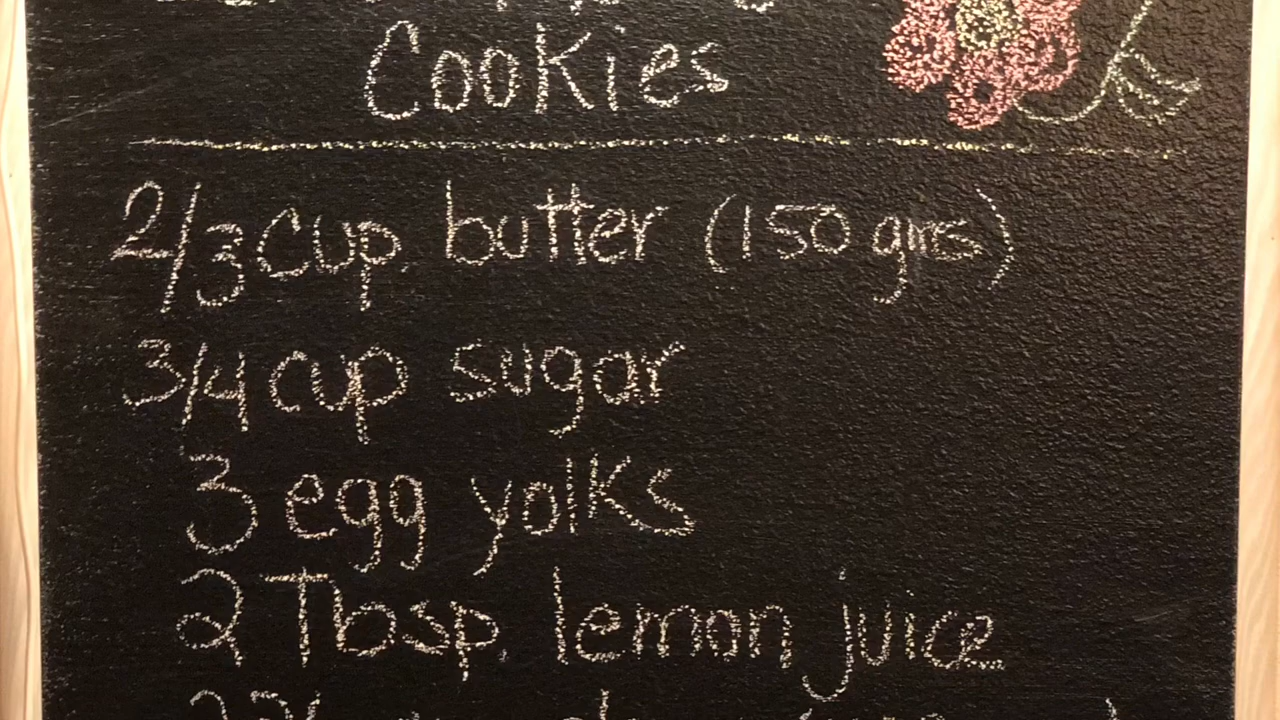 Cookies
2/3 cup butter (150 gms)
3/4 cup sugar
3 egg yolks
2 Tbsp. lemon juice